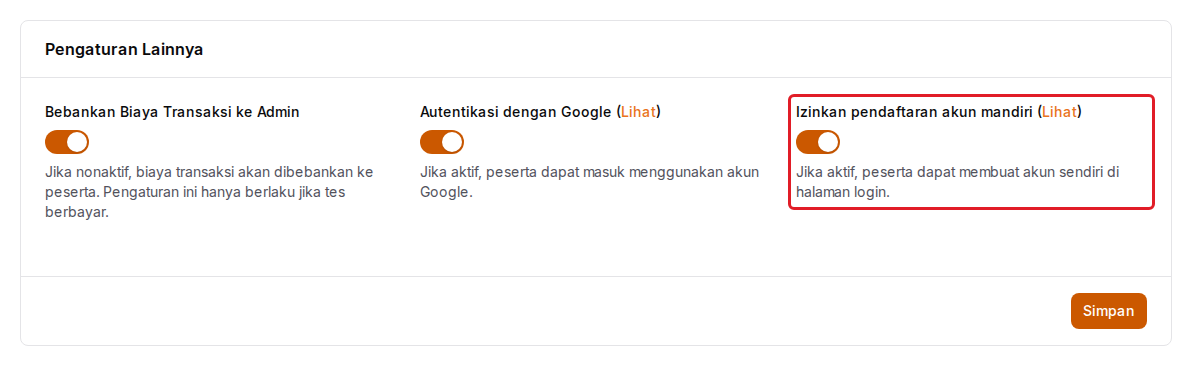 Pengaturan Lainnya
Bebankan Biaya Transaksi ke Admin
Jika nonaktif, biaya transaksi akan dibebankan ke
peserta. Pengaturan ini hanya berlaku jika tes
berbayar.
Autentikasi dengan Google (Lihat)
Jika aktif, peserta dapat masuk menggunakan akun
Google.
Izinkan pendaftaran akun mandiri (Lihat)
Jika aktif, peserta dapat membuat akun sendiri di
halaman login.
Simpan